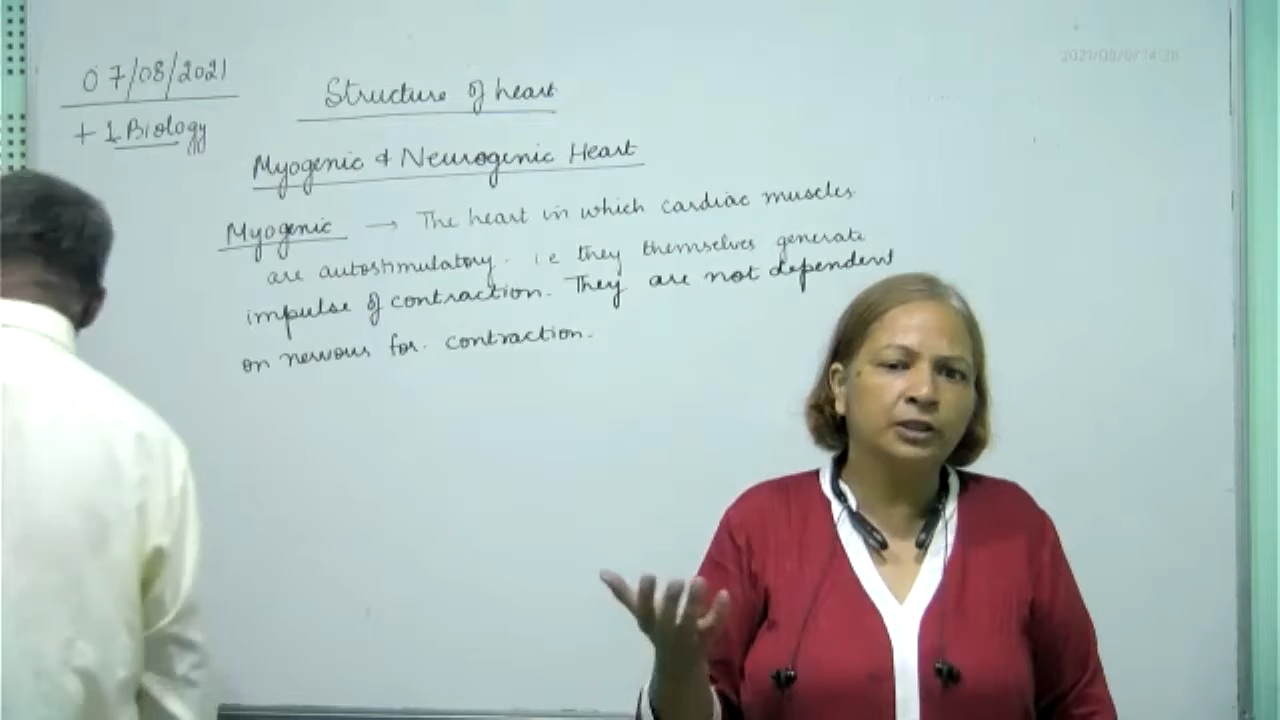 07/08/2021
+1 Biology
Structure of heart
Myogenic & Neurogenic Heart
Myogenic → The heart in which cardiac muscles
are autostimulatory. i.e they themselves generate
impulse of contraction. They are not dependent
on nervous for. contraction.